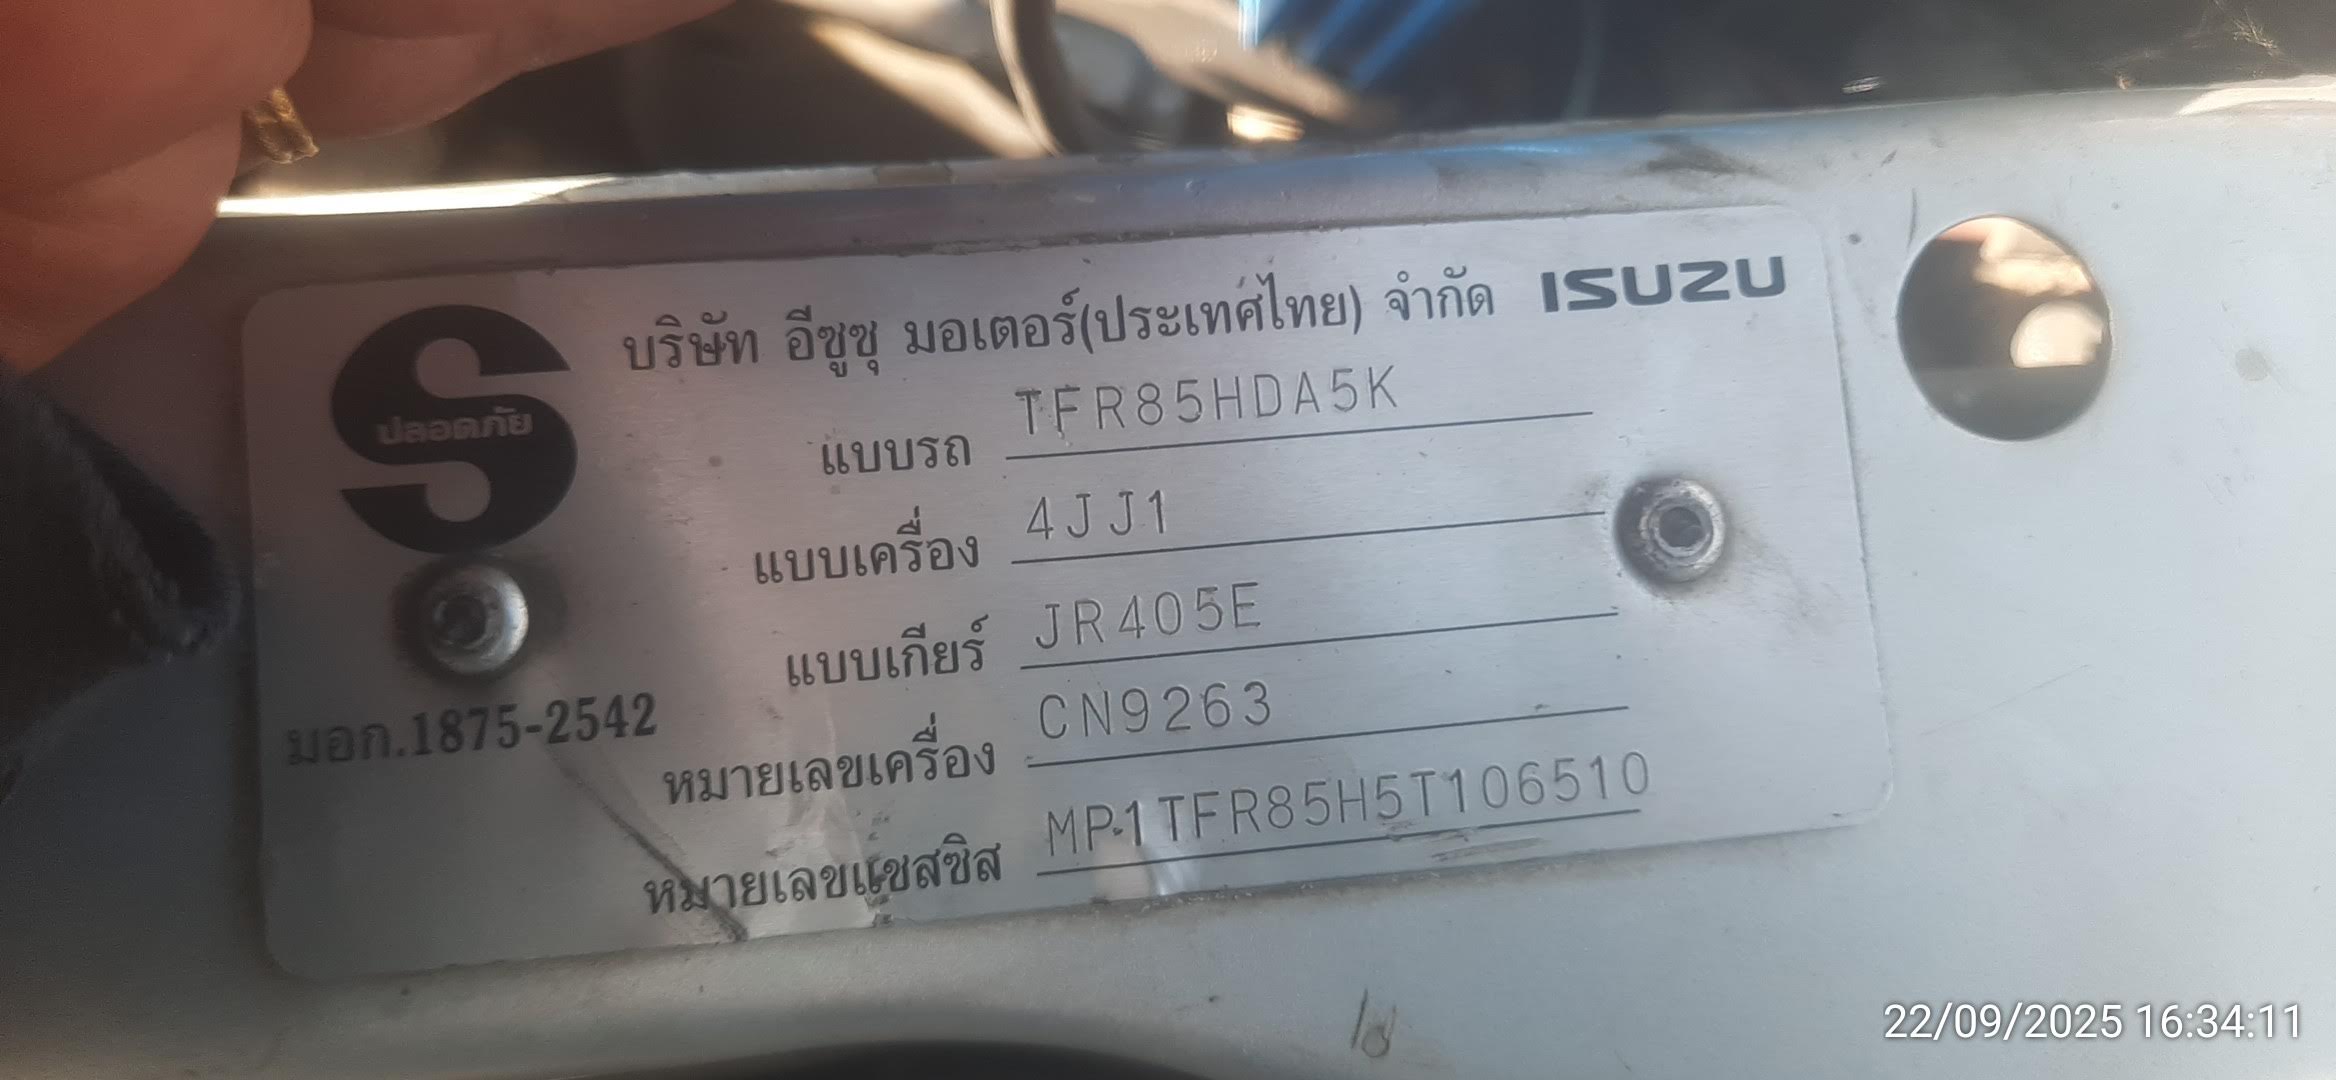 บริษัท อีซูซุ มอเตอร์(ประเทศไทย) จำกัด ISUZU
ปลอดภัย
แบบรถ TFR85HDA5K
แบบเครื่อง 4JJ1
แบบเกียร์ JR405E
มอก.1875-2542
หมายเลขเครื่อง CN9263
หมายเลขแชสซิส MP1TFR85H5T106510
22/09/2025 16:34:11